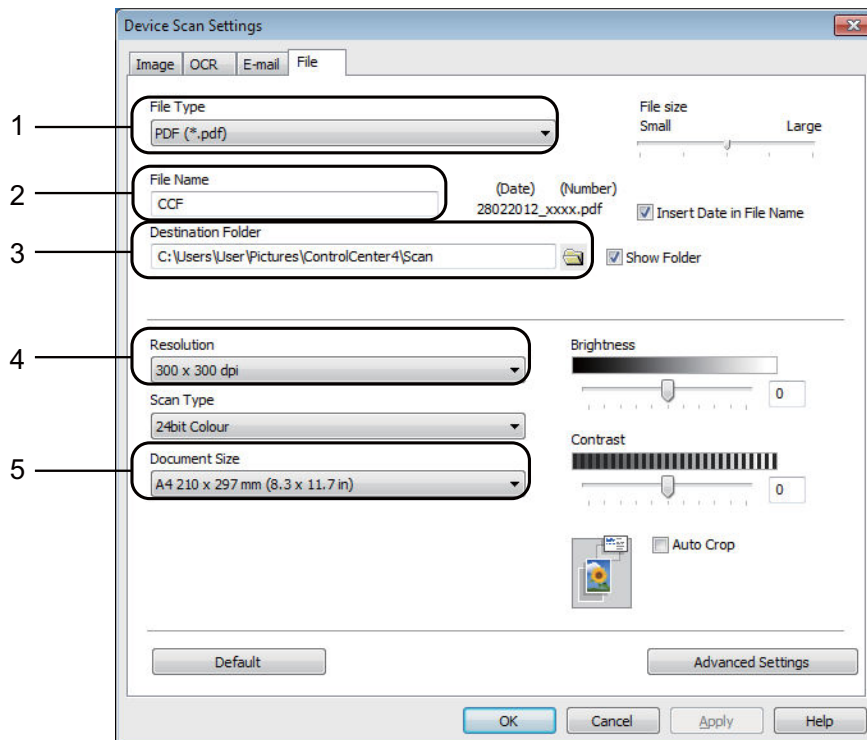 Device Scan Settings
Image OCR E-mail File
1
File Type
PDF (*.pdf)
File size
Small Large
2
File Name
CCF
(Date) (Number)
28022012_xxxx.pdf
Insert Date in File Name
3
Destination Folder
C:\Users\User\Pictures\ControlCenter4\Scan
Show Folder
4
Resolution
300 x 300 dpi
Brightness
0
Scan Type
24bit Colour
Contrast
0
5
Document Size
A4 210 x 297 mm (8.3 x 11.7 in)
Auto Crop
Default Advanced Settings
OK Cancel Apply Help